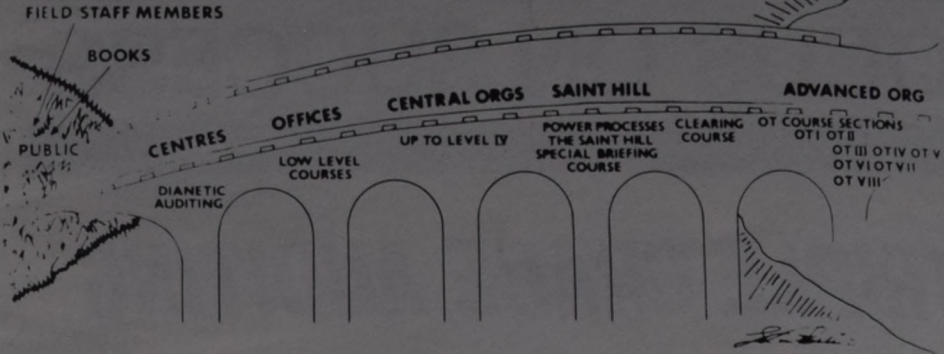 FIELD STAFF MEMBERS
BOOKS
PUBLIC
CENTRES
OFFICES
CENTRAL ORGS
SAINT HILL
ADVANCED ORG
DIANETIC
AUDITING
LOW LEVEL
COURSES
UP TO LEVEL IV
POWER PROCESSES
THE SAINT HILL
SPECIAL BRIEFING
COURSE
CLEARING
COURSE
OT COURSE SECTIONS
OT I OT II
OT III OT IV OT V
OT VI OT VII
OT VIII